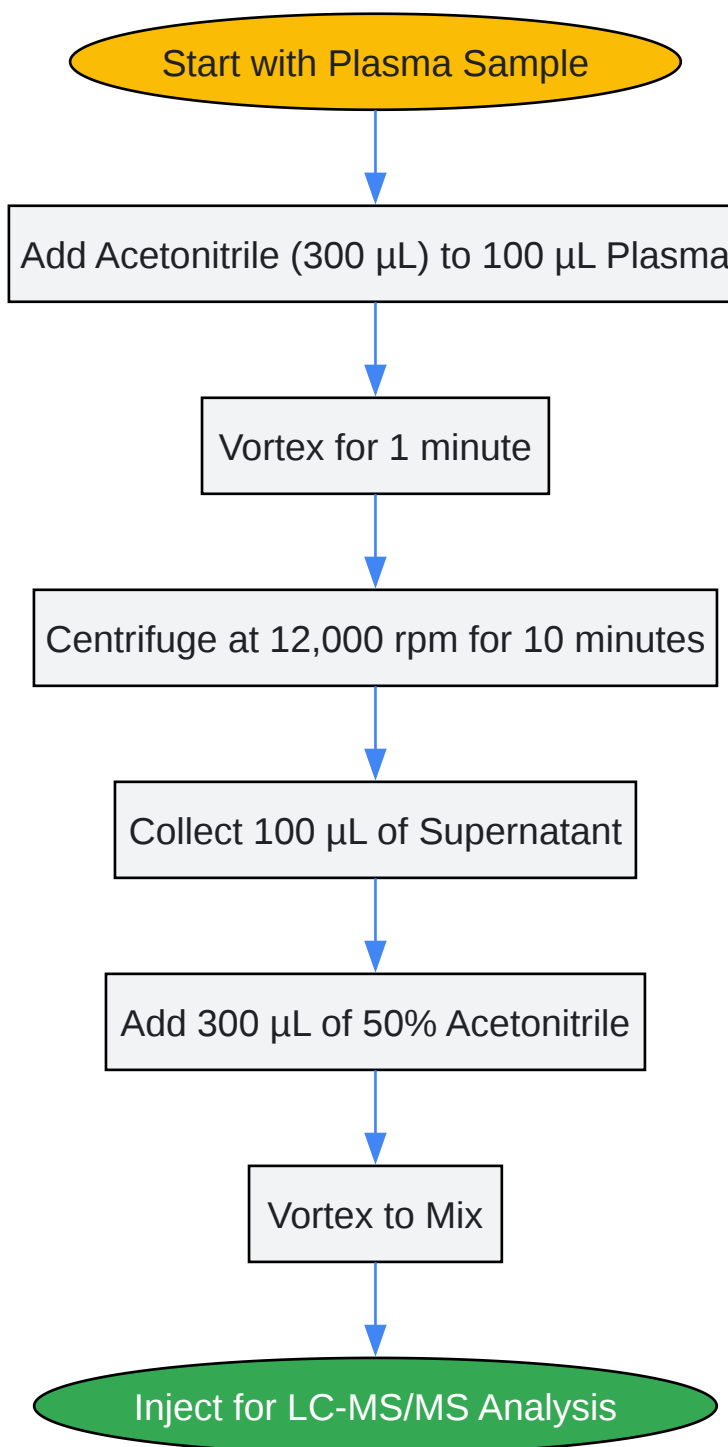 Start with Plasma Sample
Add Acetonitrile (300 µL) to 100 µL Plasma
Vortex for 1 minute
Centrifuge at 12,000 rpm for 10 minutes
Collect 100 µL of Supernatant
Add 300 µL of 50% Acetonitrile
Vortex to Mix
Inject for LC-MS/MS Analysis